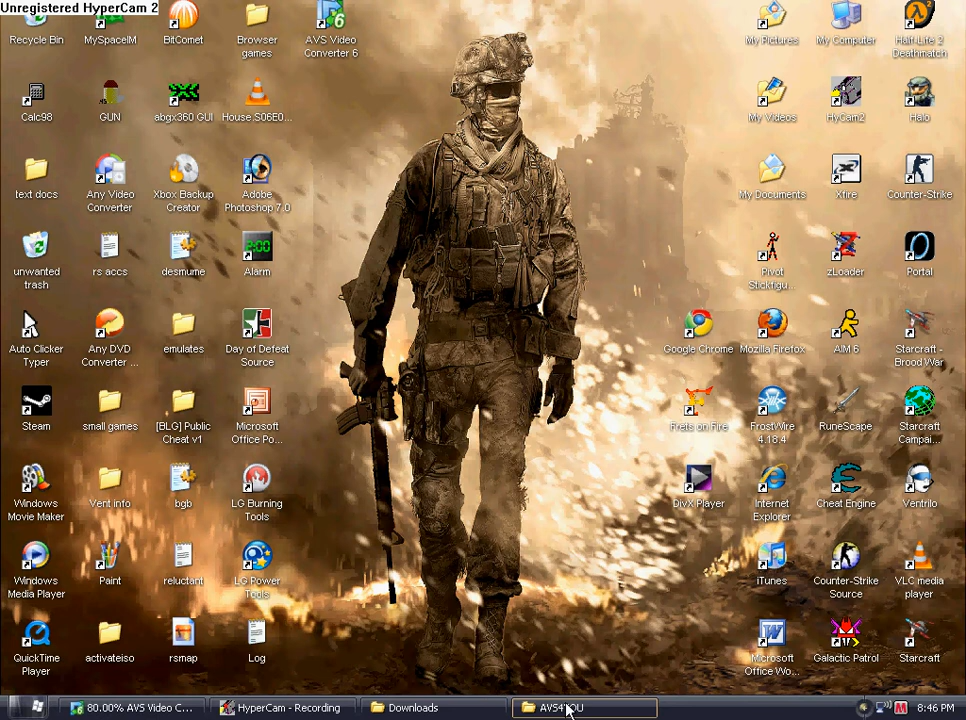 Unregistered HyperCam 2
Recycle Bin
MySpaceIM
BitComet
Browser
games
AVS Video
Converter 6
My Pictures
My Computer
Half-Life 2
Deathmatch
Calc98
GUN
abgx360 GUI
House.S06E0...
My Videos
HyCam2
Halo
text docs
Any Video
Converter
Xbox Backup
Creator
Adobe
Photoshop 7.0
My Documents
Xfire
Counter-Strike
unwanted
trash
rs accs
desmume
2:00
Alarm
Pivot
Stickfigu...
zLoader
Portal
Auto Clicker
Typer
Any DVD
Converter ...
emulates
Day of Defeat
Source
Google Chrome
Mozilla Firefox
AIM 6
Starcraft -
Brood War
Steam
small games
[BLG] Public
Cheat v1
Microsoft
Office Po...
Frets on Fire
FrostWire
4.18.4
RuneScape
Starcraft
Campai...
Windows
Movie Maker
Vent info
bgb
LG Burning
Tools
DivX Player
Internet
Explorer
Cheat Engine
Ventrilo
Windows
Media Player
Paint
reluctant
LG Power
Tools
iTunes
Counter-Strike
Source
VLC media
player
QuickTime
Player
activateiso
rsmap
Log
Microsoft
Office Wo...
Galactic Patrol
Starcraft
80.00% AVS Video C...
HyperCam - Recording
Downloads
AVS4YOU
8:46 PM